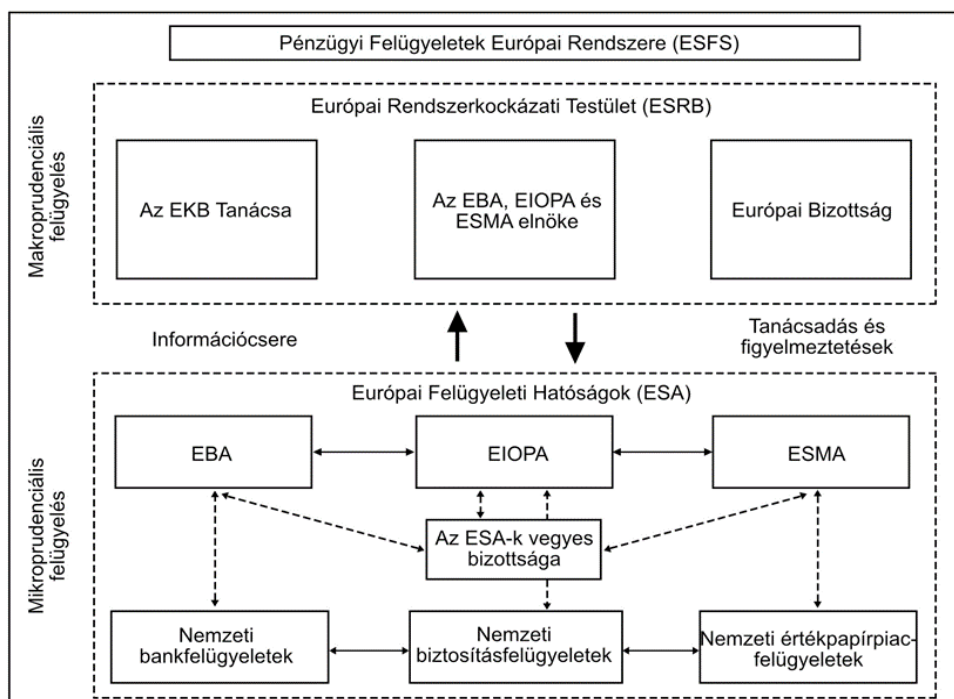 Pénzügyi Felügyeletek Európai Rendszere (ESFS)
Makroprudenciális
felügyelés
Európai Rendszerkockázati Testület (ESRB)
Az EKB Tanácsa
Az EBA, EIOPA és
ESMA elnöke
Európai Bizottság
Információcsere
Tanácsadás és
figyelmeztetések
Mikroprudenciális
felügyelés
Európai Felügyeleti Hatóságok (ESA)
EBA
EIOPA
ESMA
Az ESA-k vegyes
bizottsága
Nemzeti
bankfelügyeletek
Nemzeti
biztosításfelügyeletek
Nemzeti értékpapírpiac-
felügyeletek